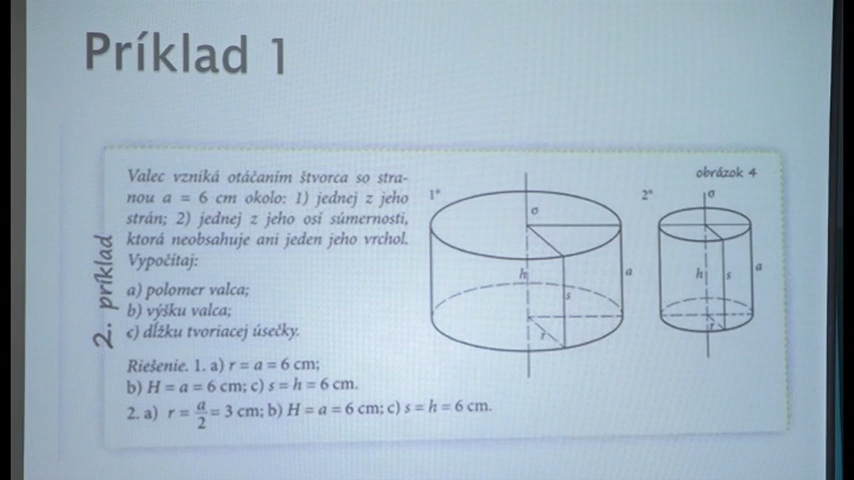 Príklad 1
2. príklad
Valec vzniká otáčaním štvorca so stra-
nou a = 6 cm okolo: 1) jednej z jeho
strán; 2) jednej z jeho osi súmernosti,
ktorá neobsahuje ani jeden jeho vrchol.
Vypočítaj:
a) polomer valca;
b) výšku valca;
c) dĺžku tvoriacej úsečky.
Riešenie. 1. a) r = a = 6 cm;
b) H = a = 6 cm; c) s = h = 6 cm.
2. a) r = a/2 = 3 cm; b) H = a = 6 cm; c) s = h = 6 cm.
obrázok 4
1°
σ
h
s
a
r
2°
σ
h
s
a
r